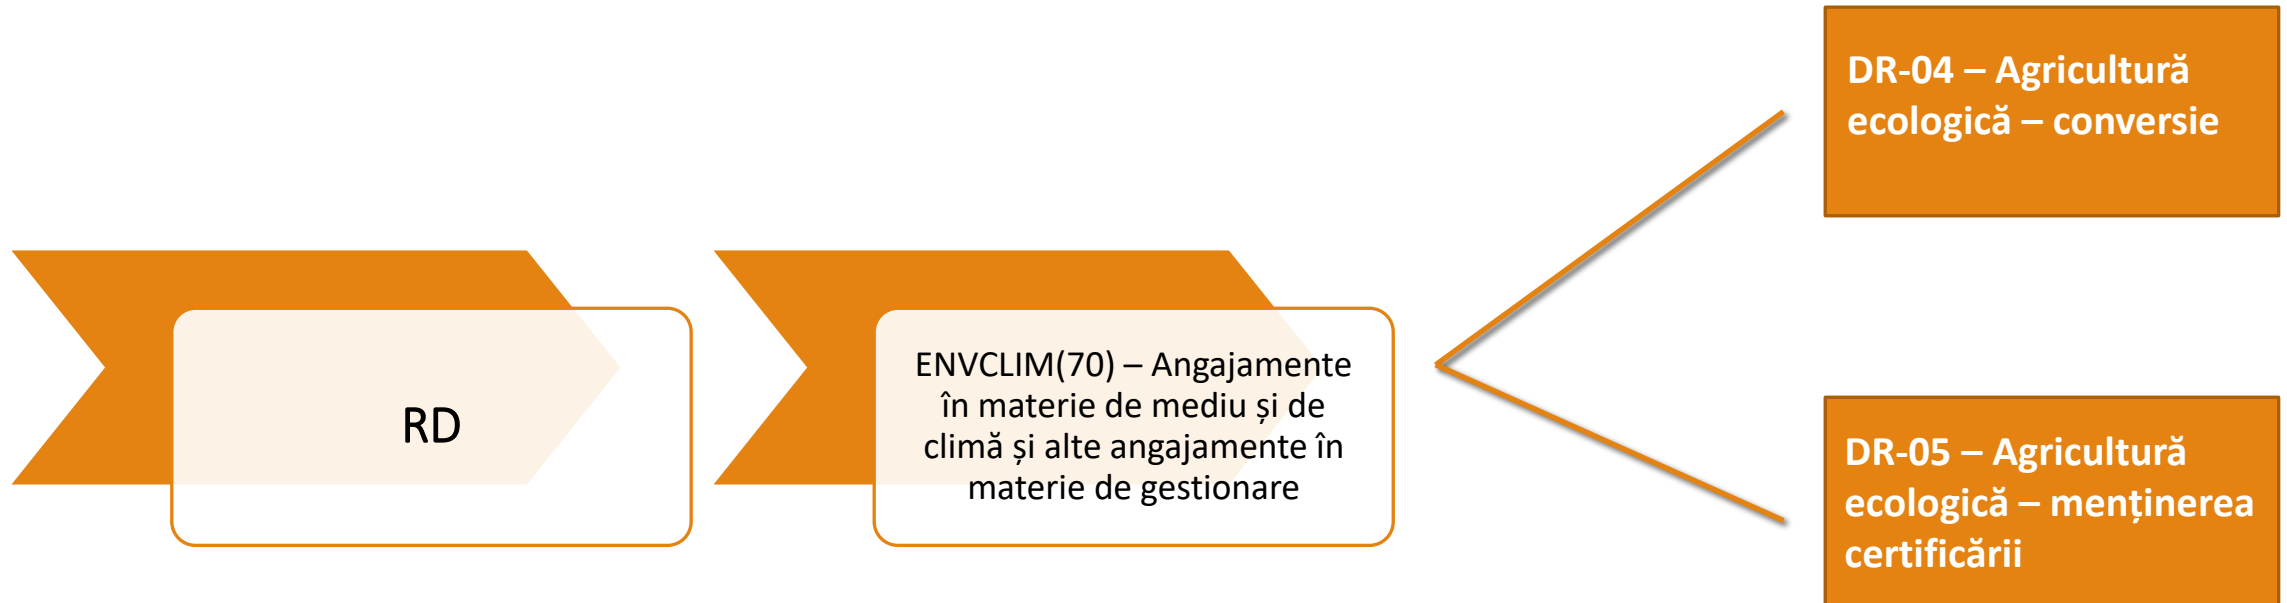 RD
ENVCLIM(70) – Angajamente
în materie de mediu și de
climă și alte angajamente în
materie de gestionare
DR-04 – Agricultură
ecologică – conversie
DR-05 – Agricultură
ecologică – menținerea
certificării